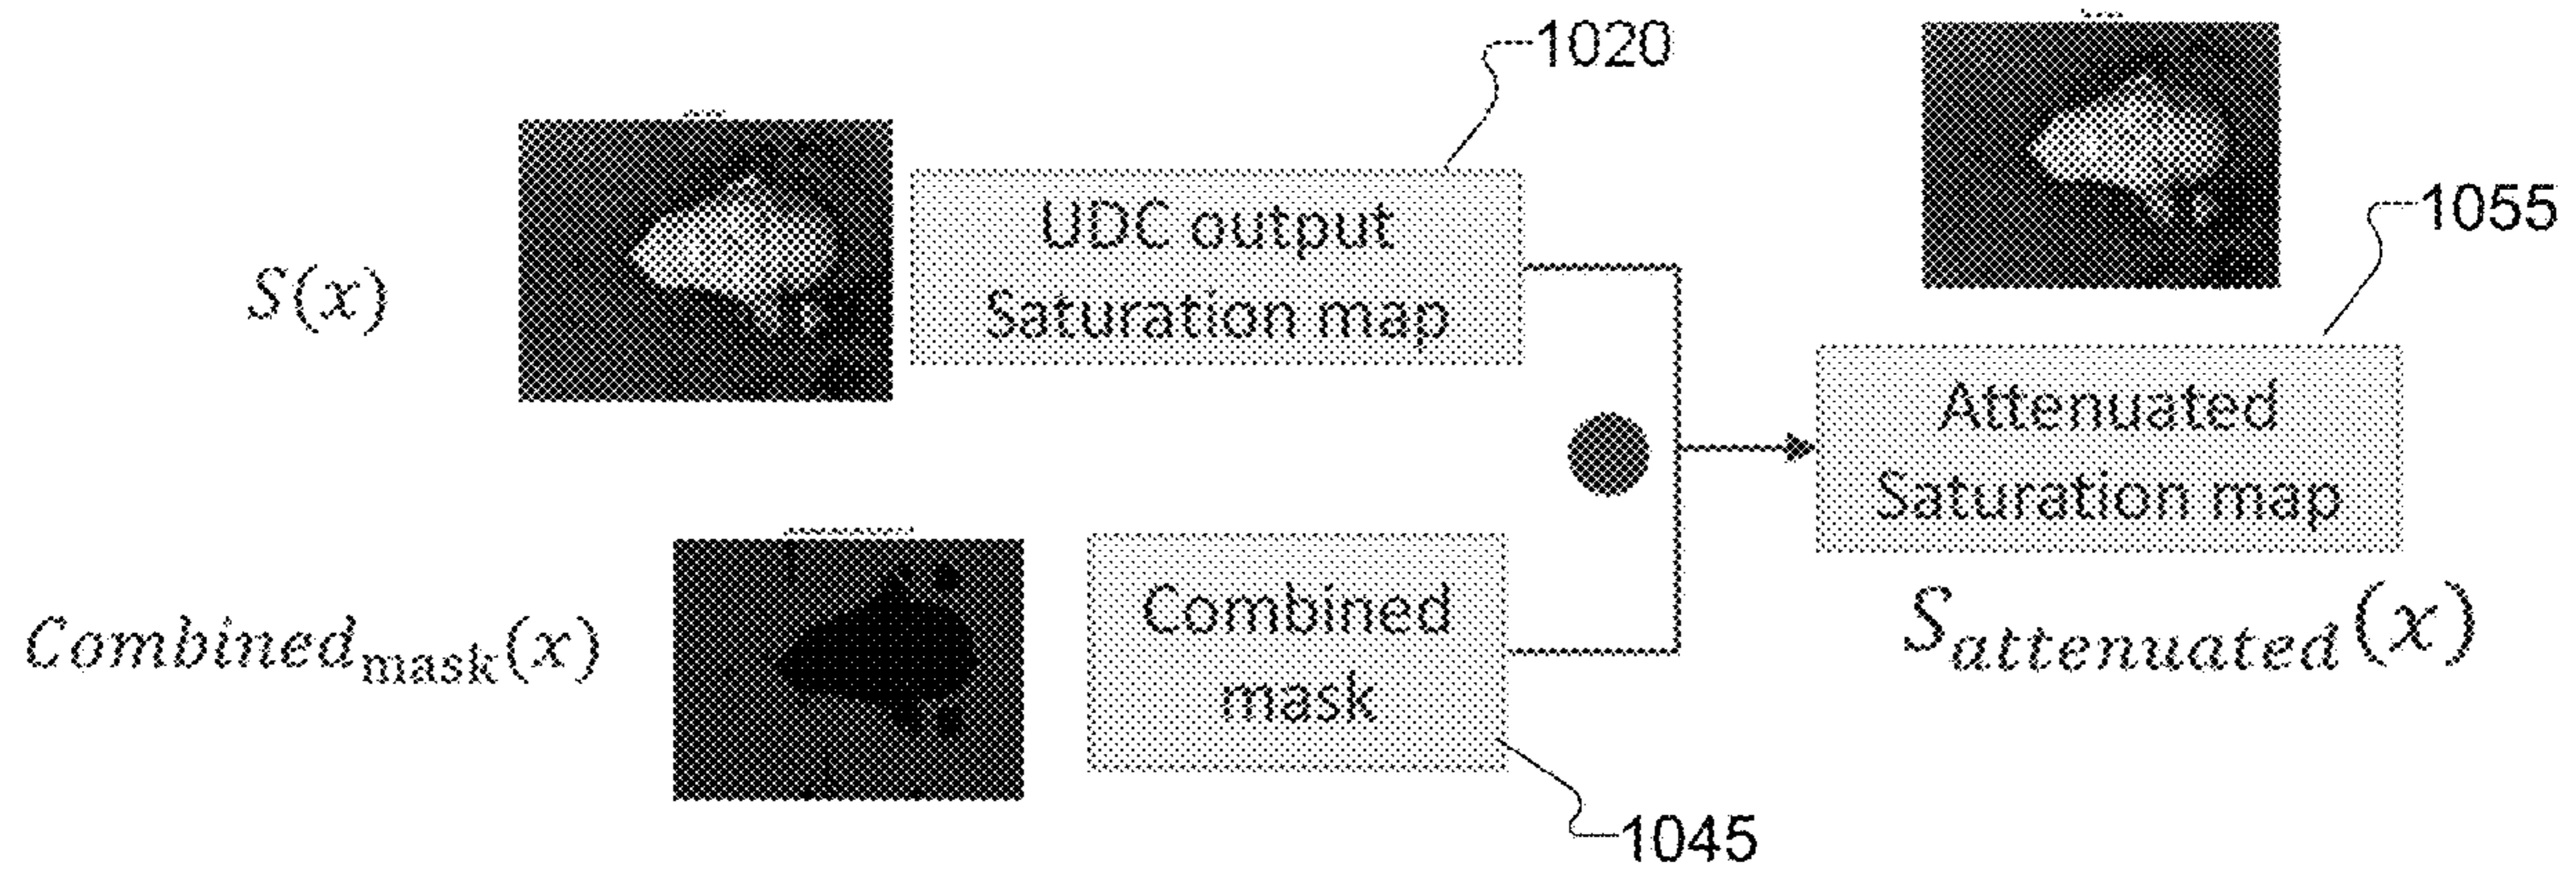 1020
UDC output
Saturation map
S(x)
1055
Attenuated
Saturation map
S_attenuated(x)
Combined_mask(x)
Combined
mask
1045